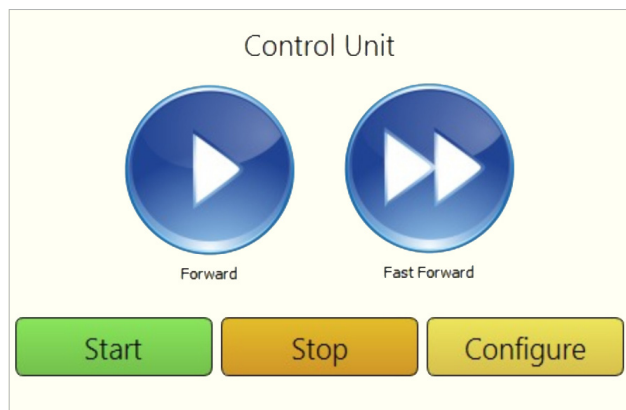 Control Unit
Forward
Fast Forward
Start
Stop
Configure